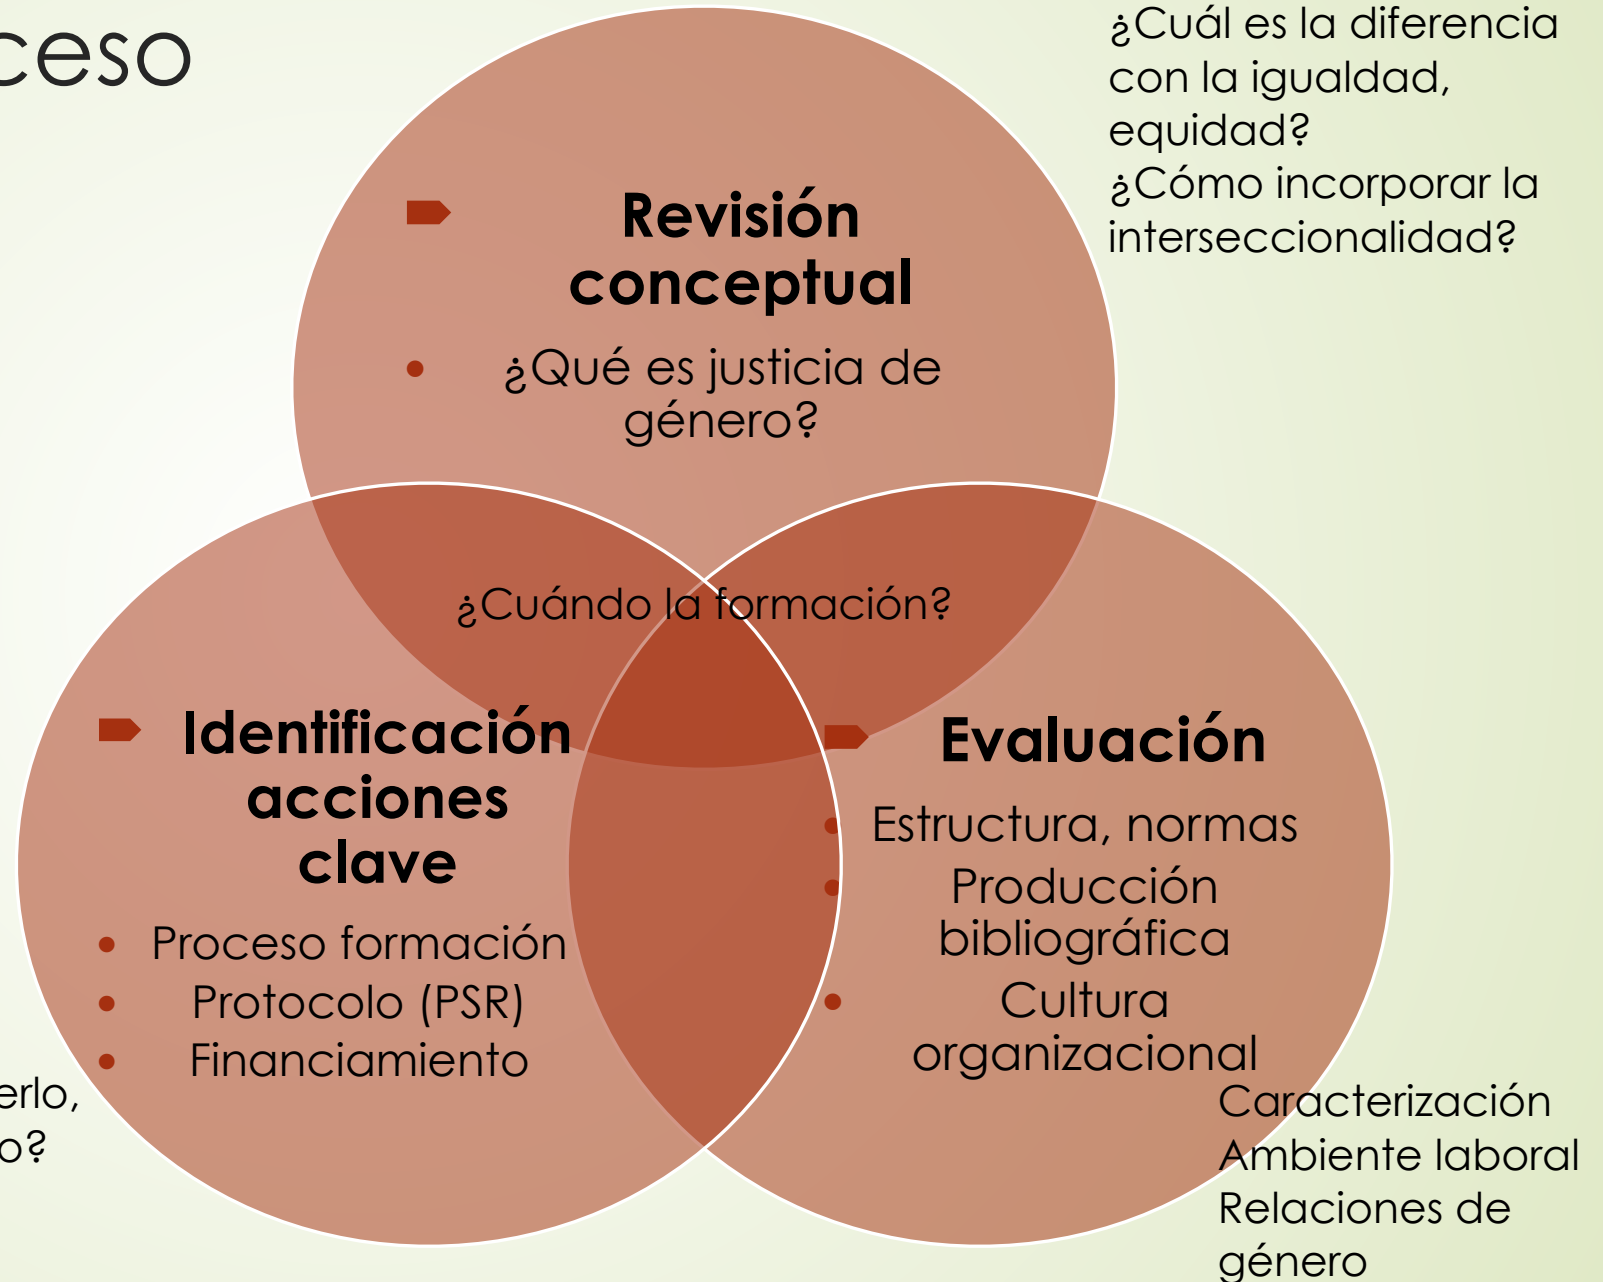 ceso
¿Cuál es la diferencia
con la igualdad,
equidad?
¿Cómo incorporar la
interseccionalidad?
Revisión
conceptual
¿Qué es justicia de
género?
¿Cuándo la formación?
Identificación
acciones
clave
Proceso formación
Protocolo (PSR)
Financiamiento
erlo,
o?
Evaluación
Estructura, normas
Producción
bibliográfica
Cultura
organizacional
Caracterización
Ambiente laboral
Relaciones de
género